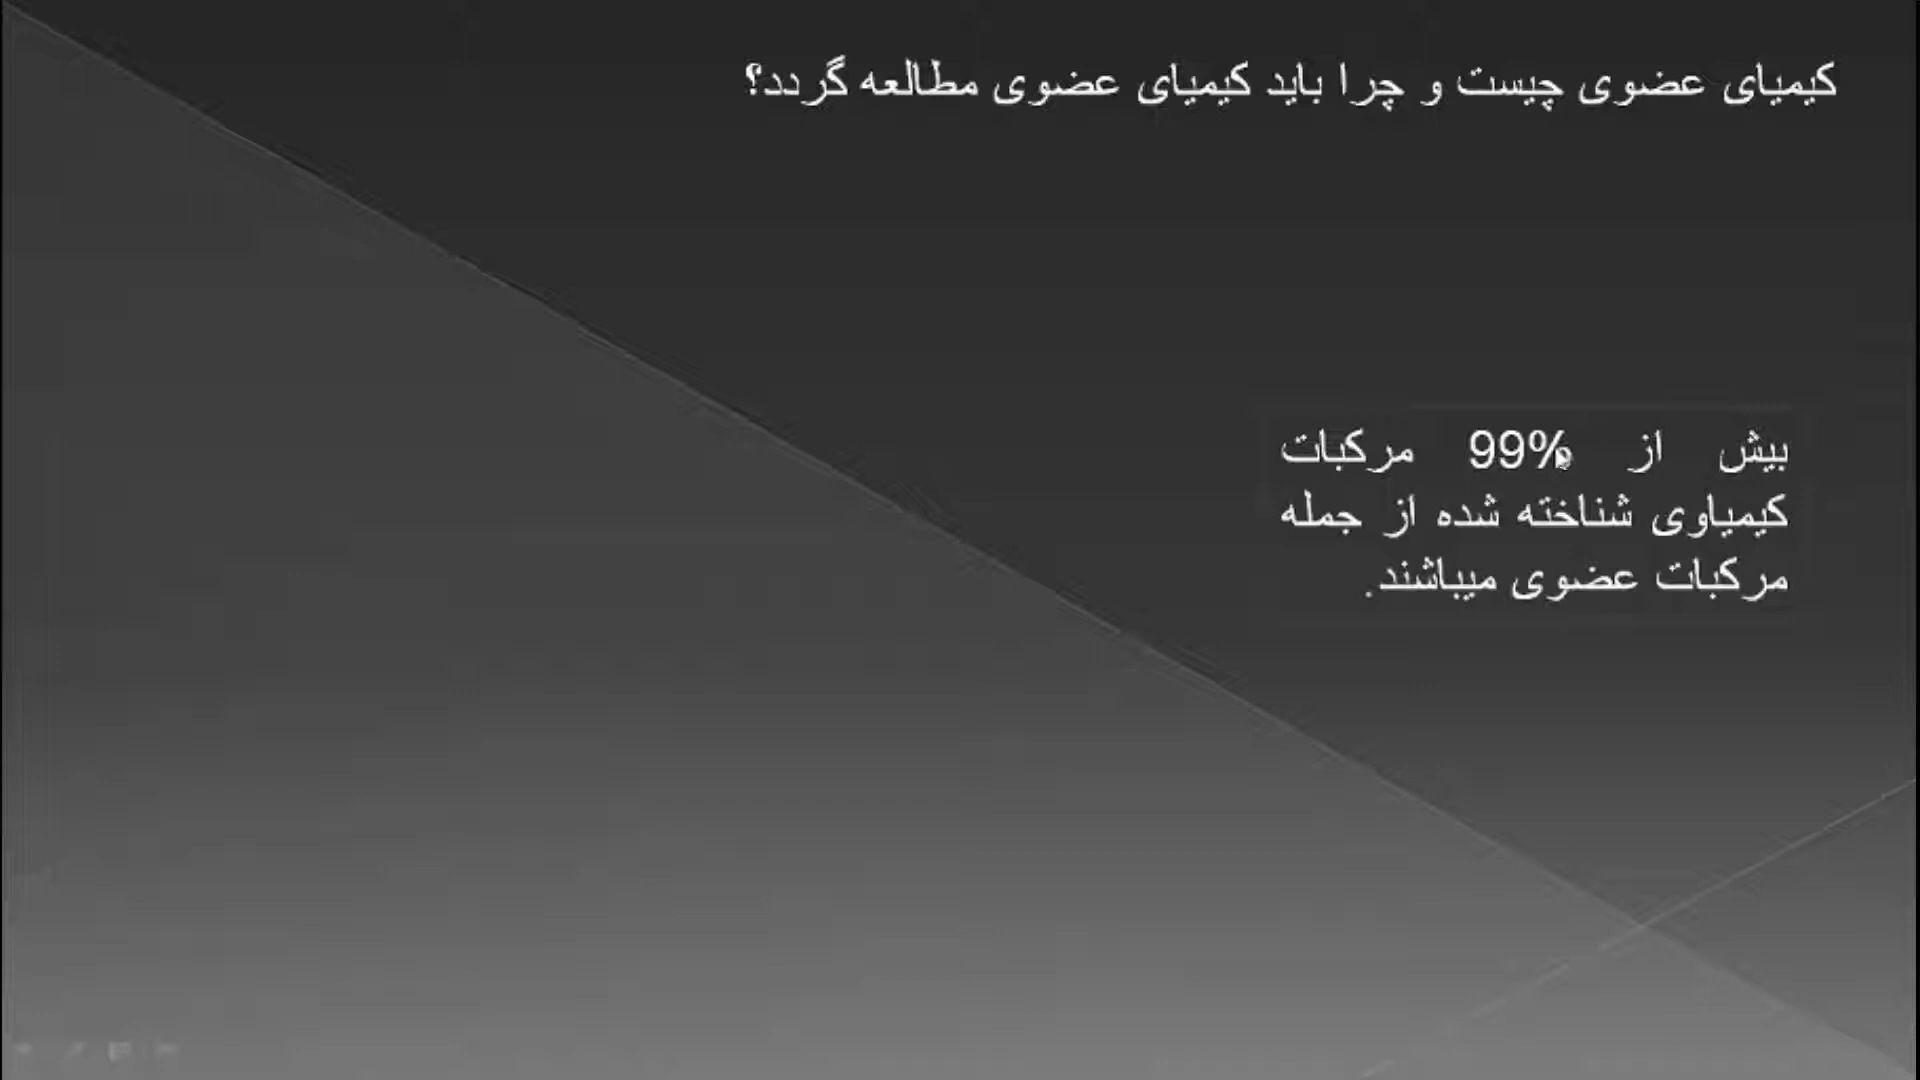 کیمیای عضوی چیست و چرا باید کیمیای عضوی مطالعه گردد؟
بیش از 99% مرکبات
کیمیاوی شناخته شده از جمله
مرکبات عضوی میباشند.